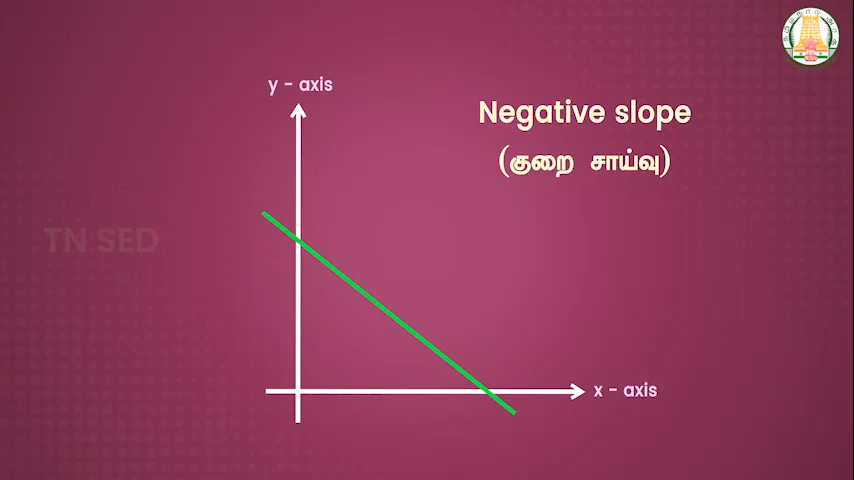 y - axis
Negative slope
(குறை சாய்வு)
TN SED
x - axis